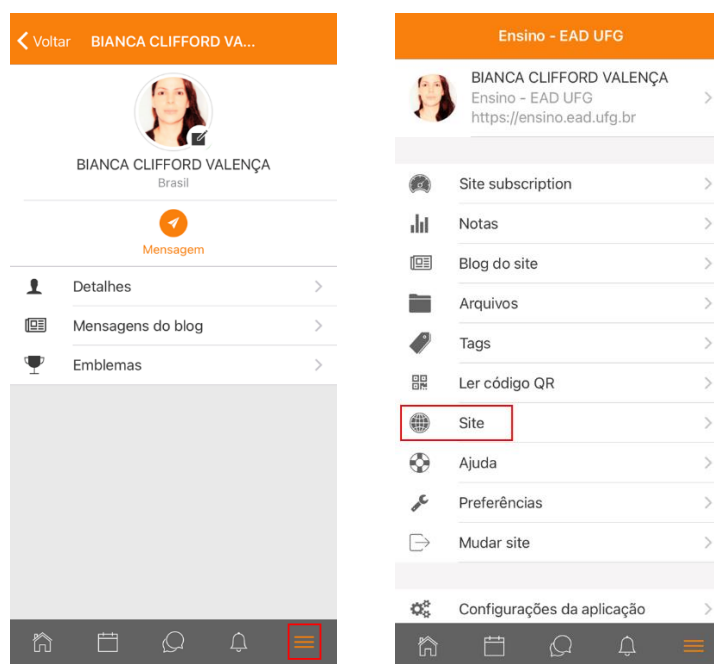 Voltar BIANCA CLIFFORD VA...
BIANCA CLIFFORD VALENÇA
Brasil
Mensagem
Detalhes
Mensagens do blog
Emblemas
Ensino - EAD UFG
BIANCA CLIFFORD VALENÇA
Ensino - EAD UFG
https://ensino.ead.ufg.br
Site subscription
Notas
Blog do site
Arquivos
Tags
Ler código QR
Site
Ajuda
Preferências
Mudar site
Configurações da aplicação